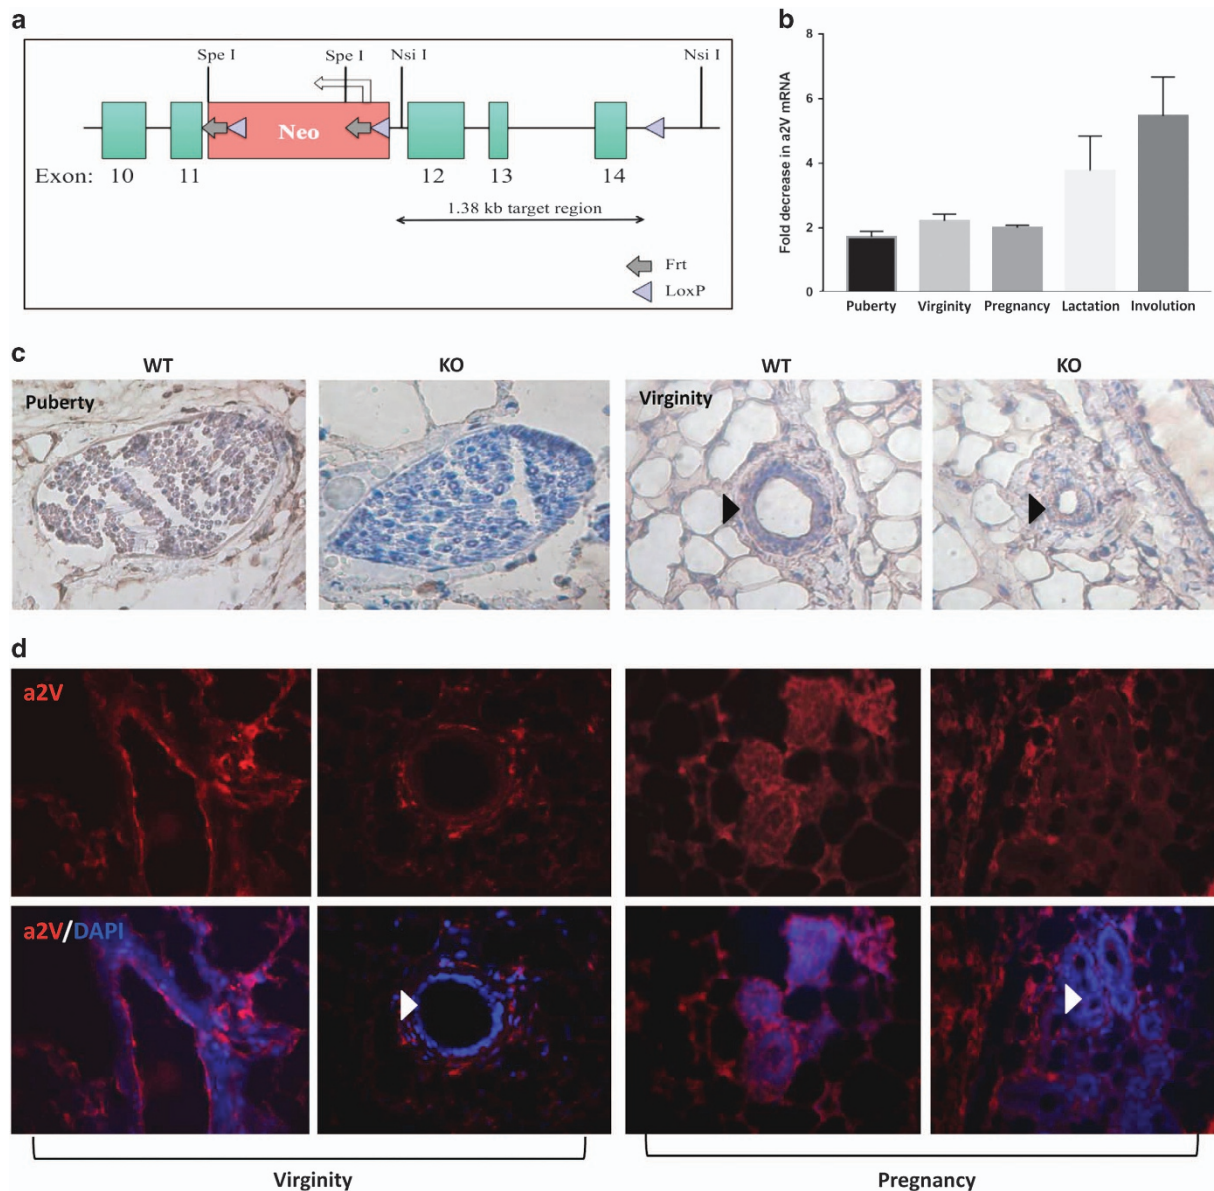 a
Spe I
Spe I
Nsi I
Nsi I
Neo
Exon: 10 11 12 13 14
1.38 kb target region
Frt
LoxP
b
Fold decrease in a2V mRNA
8
6
4
2
0
Puberty Virginity Pregnancy Lactation Involution
c
WT KO WT KO
Puberty
Virginity
d
a2V
a2V/DAPI
Virginity Pregnancy